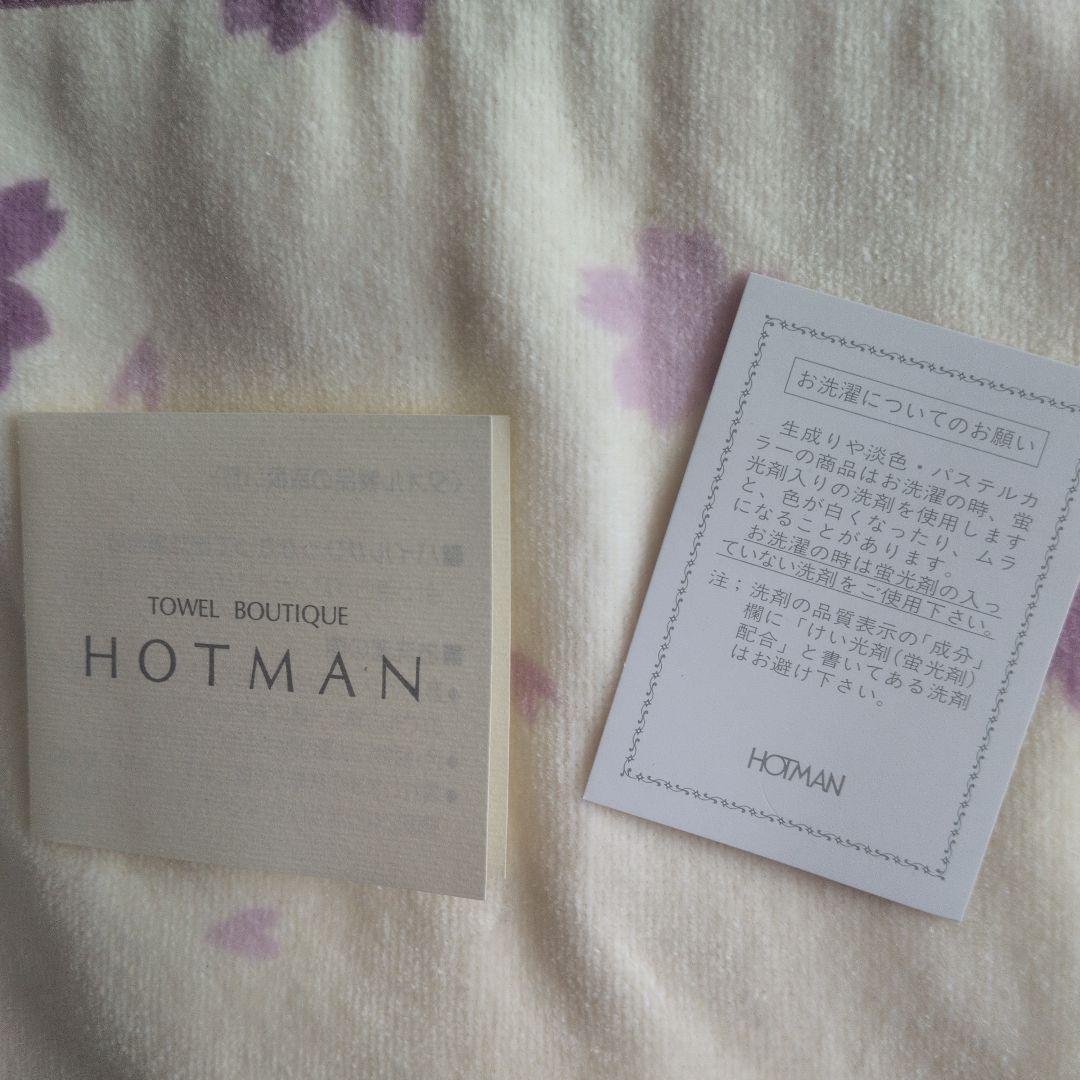 TOWEL BOUTIQUE
HOTMAN
お洗濯についてのお願い
生成りや淡色・パステルカ
ラーの商品はお洗濯の時、蛍
光剤入りの洗剤を使用します
と、色が白くなったり、ムラ
になることがあります。
お洗濯の時は蛍光剤の入っ
ていない洗剤をご使用下さい。
注；洗剤の品質表示の「成分」
欄に「けい光剤(蛍光剤)
配合」と書いてある洗剤
はお避け下さい。
HOTMAN